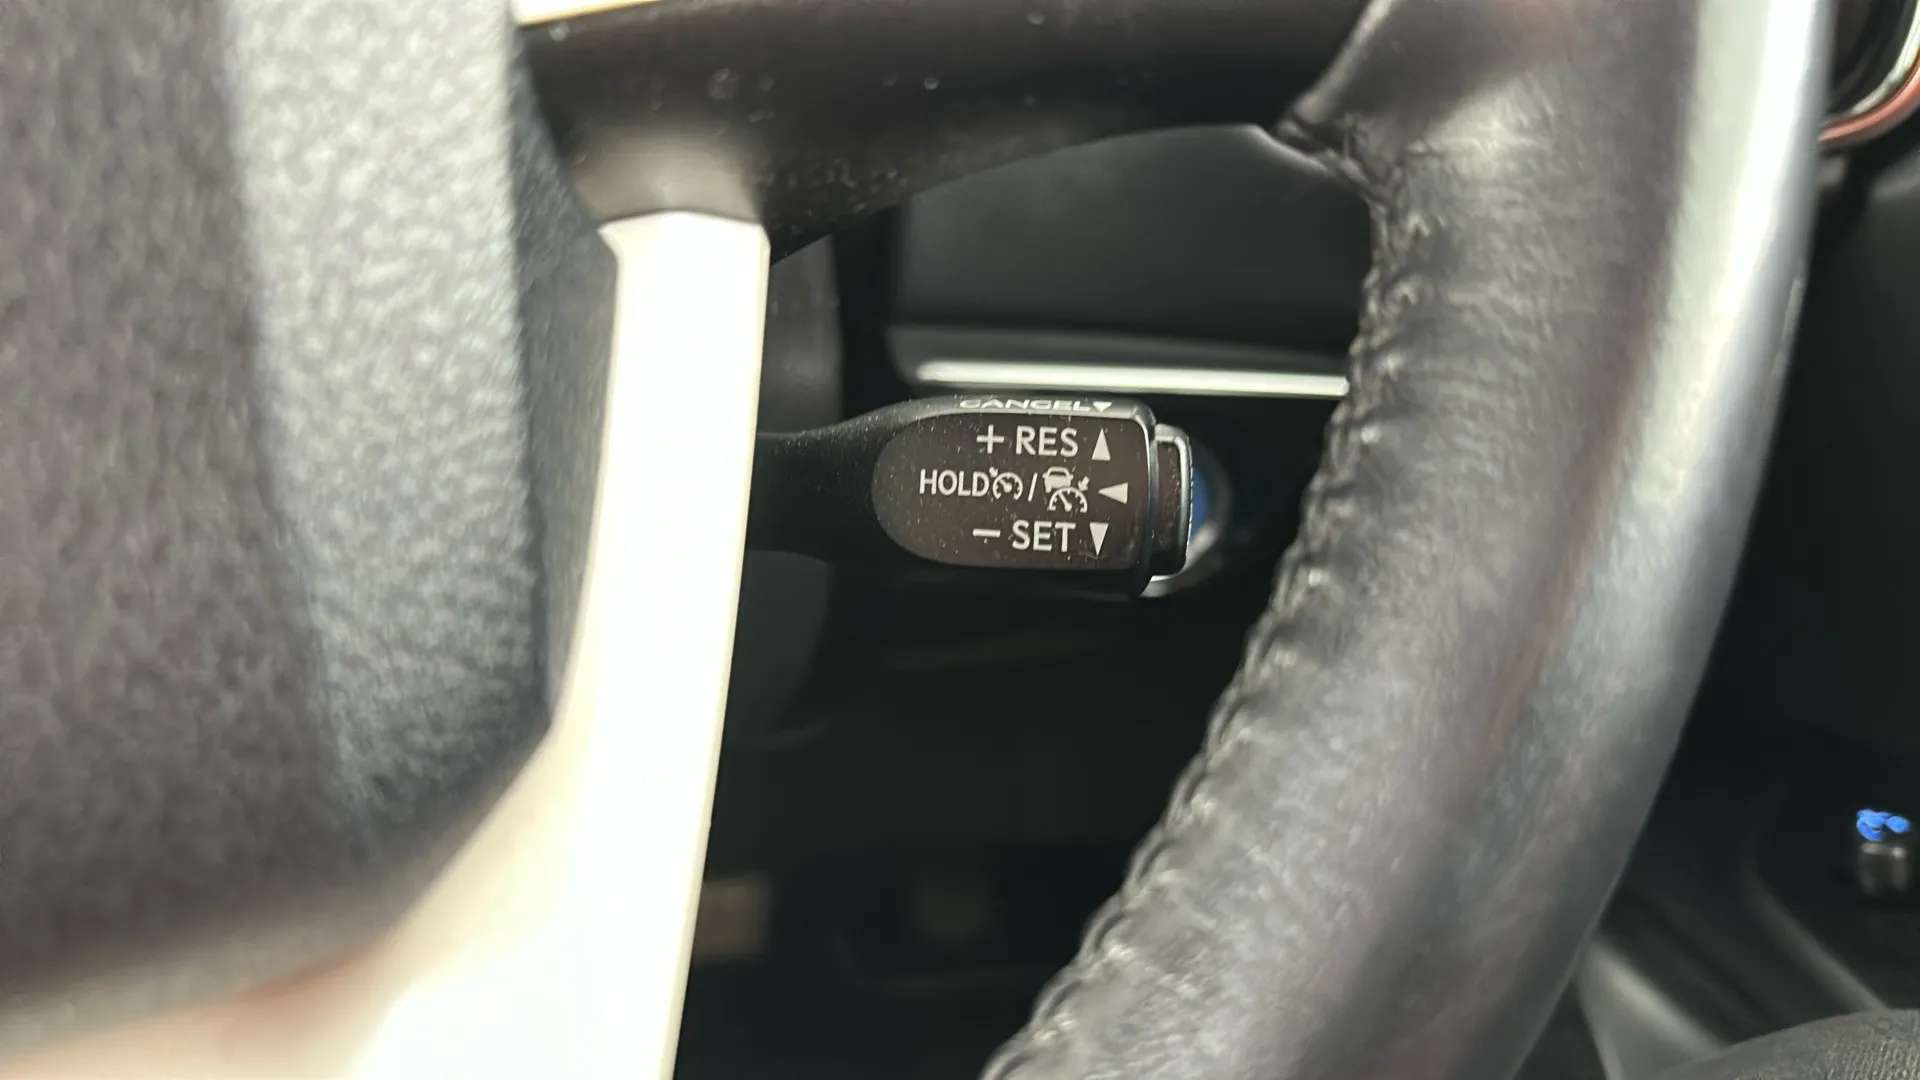 CANCEL▼
+ RES ▲
HOLD / ◀
− SET ▼